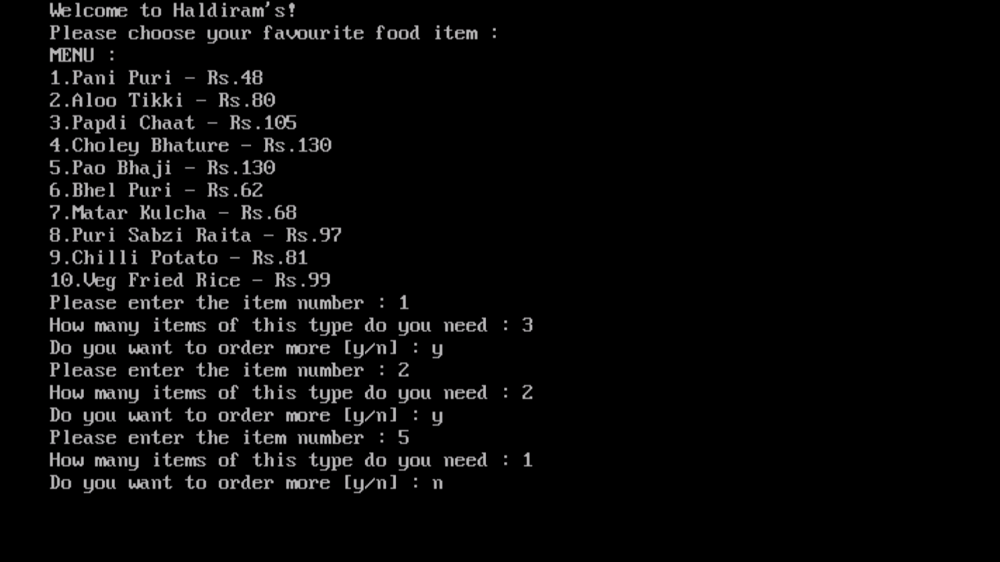 Welcome to Haldiram's!
Please choose your favourite food item :
MENU :
1.Pani Puri - Rs.48
2.Aloo Tikki - Rs.80
3.Papdi Chaat - Rs.105
4.Choley Bhature - Rs.130
5.Pao Bhaji - Rs.130
6.Bhel Puri - Rs.62
7.Matar Kulcha - Rs.68
8.Puri Sabzi Raita - Rs.97
9.Chilli Potato - Rs.81
10.Veg Fried Rice - Rs.99
Please enter the item number : 1
How many items of this type do you need : 3
Do you want to order more [y/n] : y
Please enter the item number : 2
How many items of this type do you need : 2
Do you want to order more [y/n] : y
Please enter the item number : 5
How many items of this type do you need : 1
Do you want to order more [y/n] : n